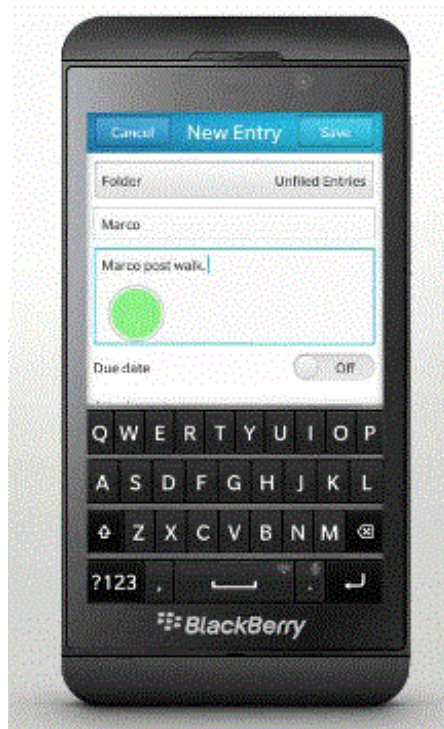 Cancel New Entry Save
Folder Unfiled Entries
Marco
Marco post walk.
Due date Off
Q W E R T Y U I O P
A S D F G H J K L
Z X C V B N M
?123 , .
BlackBerry